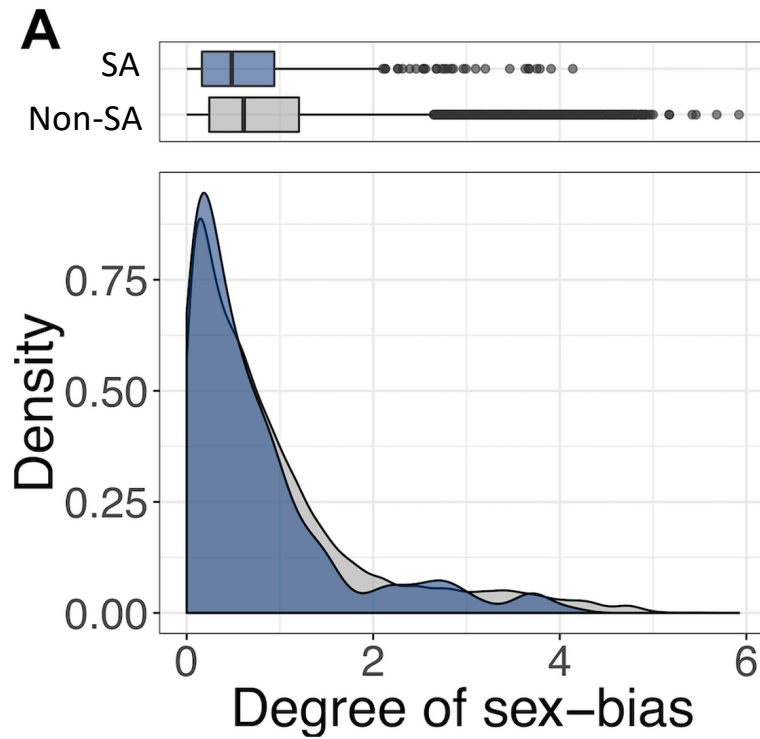 A
SA
Non-SA
Density
0.75
0.50
0.25
0.00
0 2 4 6
Degree of sex−bias